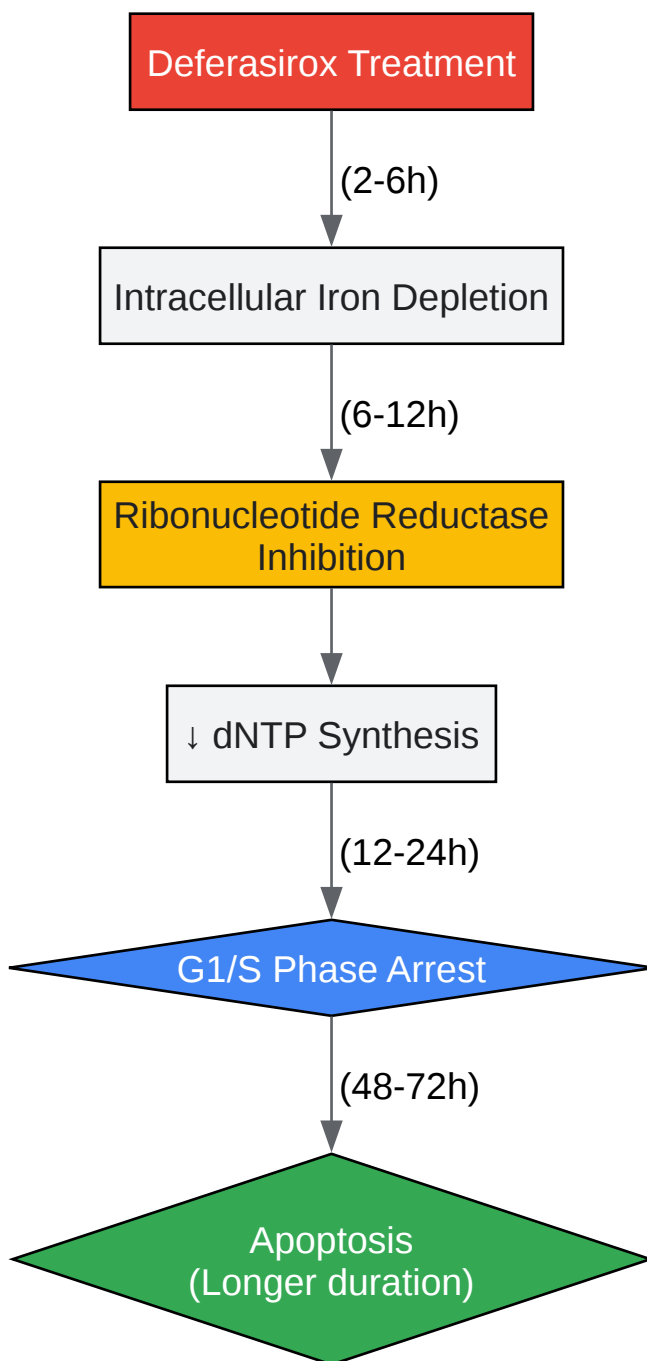 Deferasirox Treatment
(2-6h)
Intracellular Iron Depletion
(6-12h)
Ribonucleotide Reductase
Inhibition
↓ dNTP Synthesis
(12-24h)
G1/S Phase Arrest
(48-72h)
Apoptosis
(Longer duration)